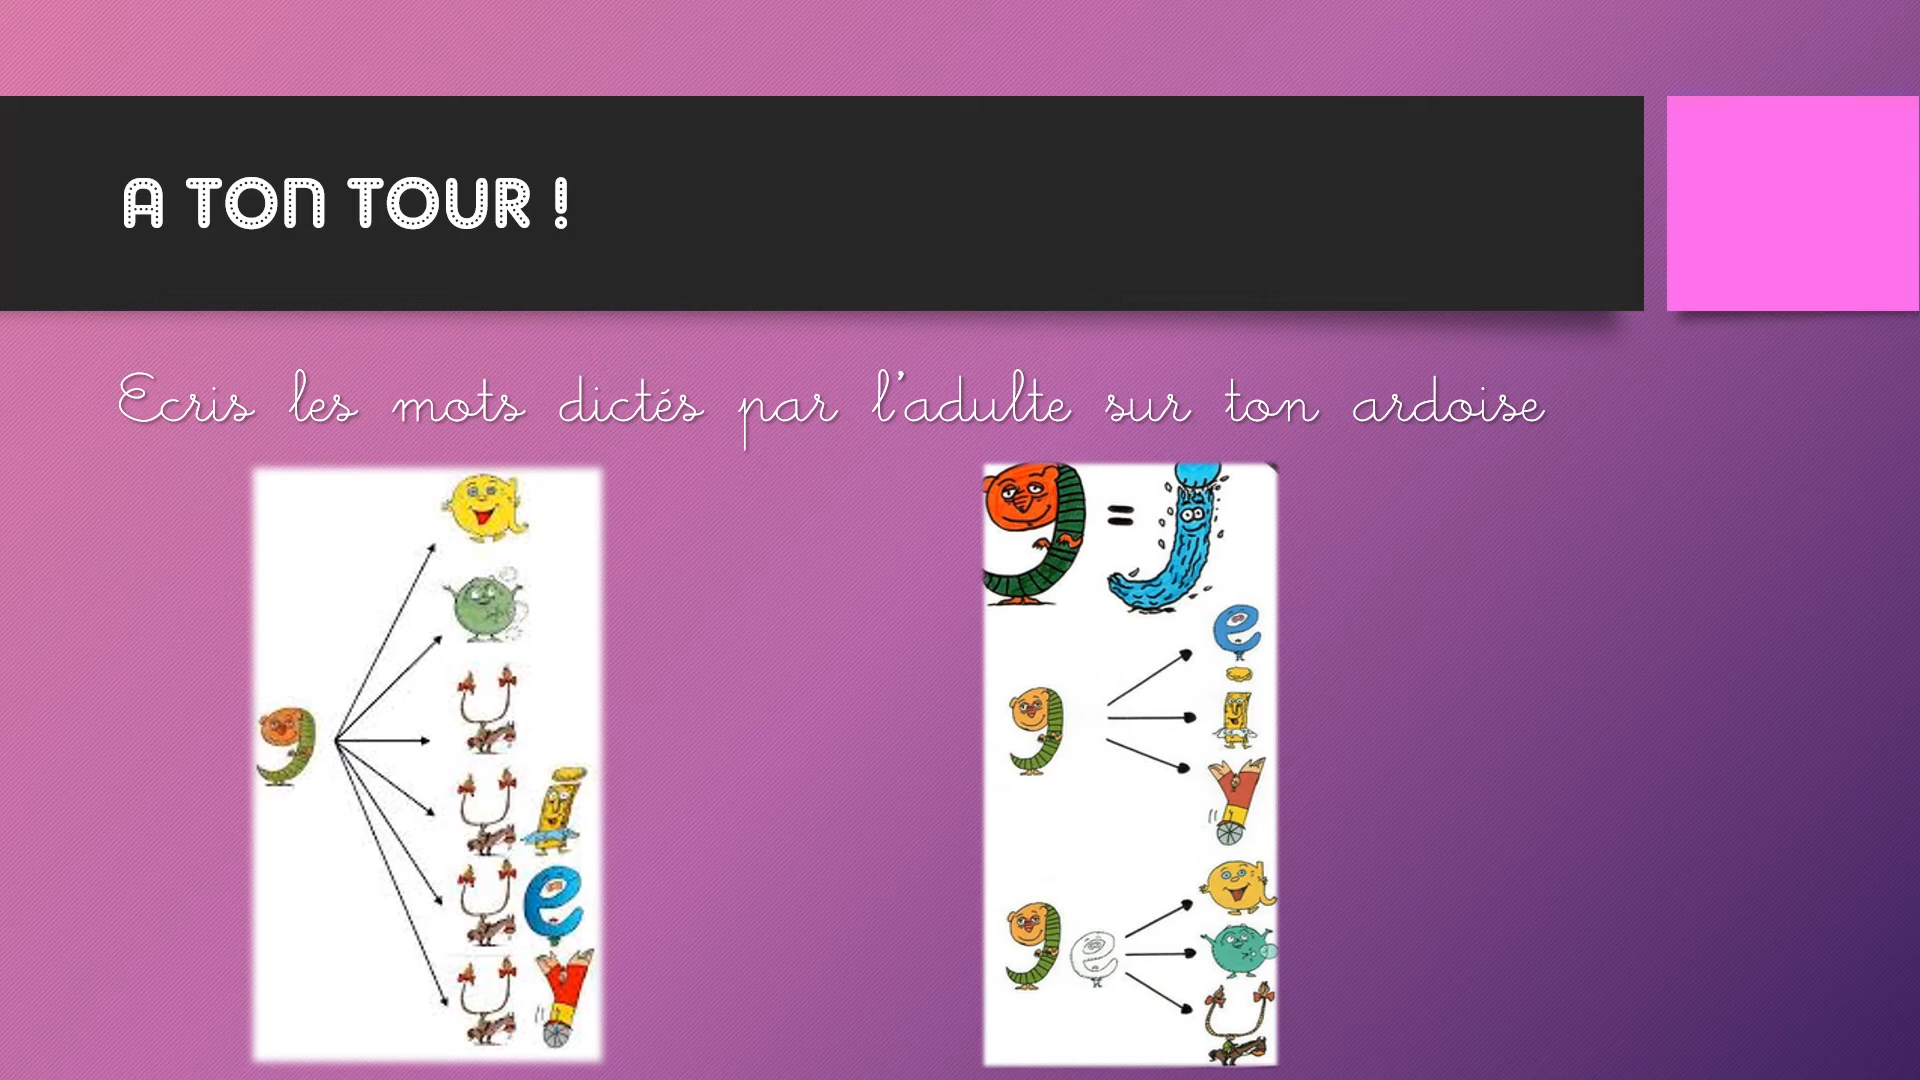 A TON TOUR !
Ecris les mots dictés par l'adulte sur ton ardoise
a
o
u
g
u i
u e
u y
g = j
e
g i
y
a
g e o
u